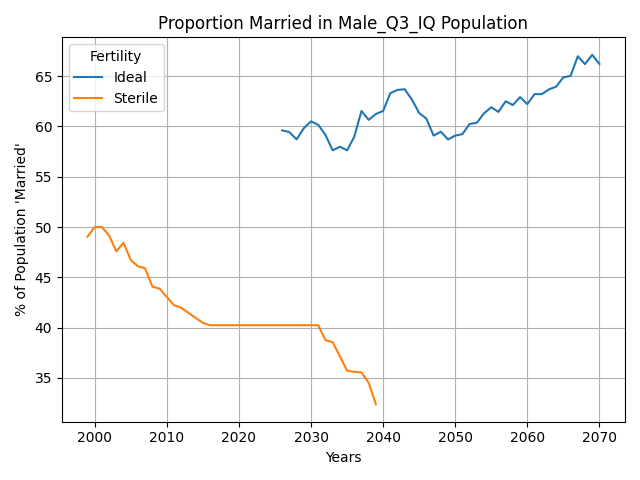 Proportion Married in Male_Q3_IQ Population
% of Population 'Married'
Fertility
Ideal
Sterile
65
60
55
50
45
40
35
2000 2010 2020 2030 2040 2050 2060 2070
Years